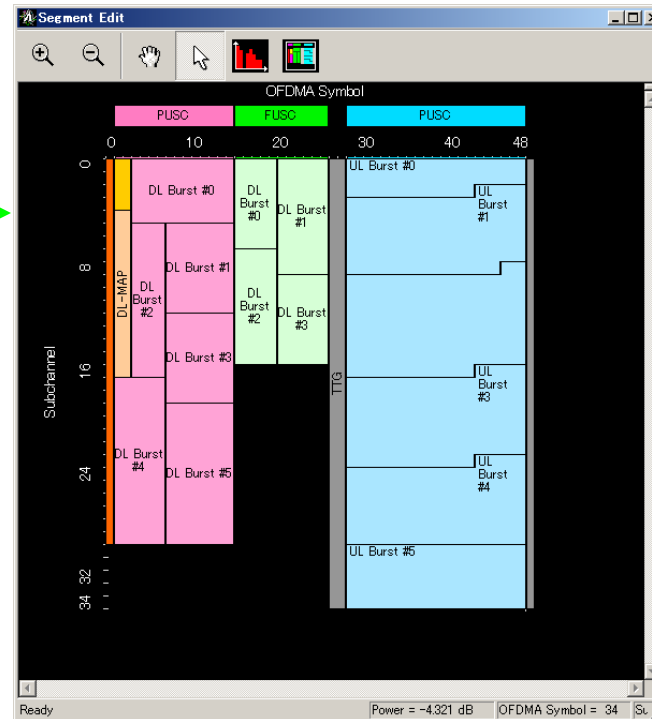 Segment Edit
OFDMA Symbol
PUSC FUSC PUSC
0 10 20 30 40 48
Subchannel
0
8
16
24
32
34
DL-MAP
DL Burst #0
DL Burst #1
DL
Burst
#2
DL Burst #3
DL Burst
#4
DL Burst #5
DL
Burst
#0
DL Burst
#1
DL
Burst
#2
DL Burst
#3
TTG
UL Burst #0
UL
Burst
#1
UL
Burst
#3
UL
Burst
#4
UL Burst #5
Ready Power = -4.321 dB OFDMA Symbol = 34